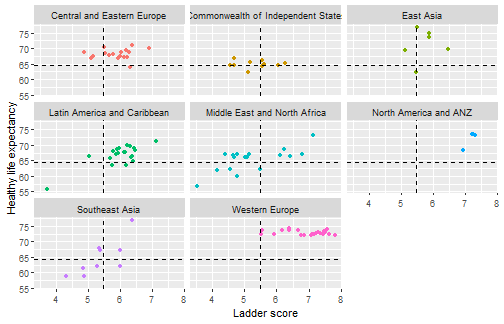 Central and Eastern Europe
Commonwealth of Independent State
East Asia
75
70
65
60
55
Latin America and Caribbean
Middle East and North Africa
North America and ANZ
75
70
65
60
55
4 5 6 7 8
Southeast Asia
Western Europe
75
70
65
60
55
4 5 6 7 8
4 5 6 7 8
Ladder score
Healthy life expectancy